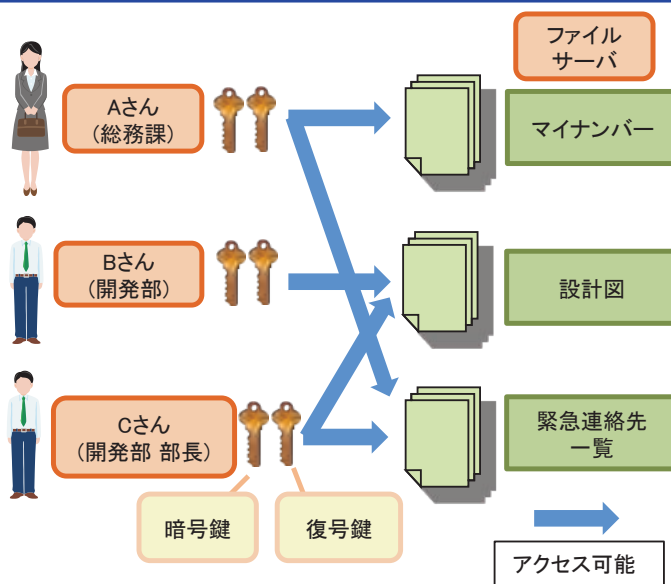 ファイル
サーバ
Aさん
(総務課)
マイナンバー
Bさん
(開発部)
設計図
Cさん
(開発部 部長)
緊急連絡先
一覧
暗号鍵
復号鍵
アクセス可能